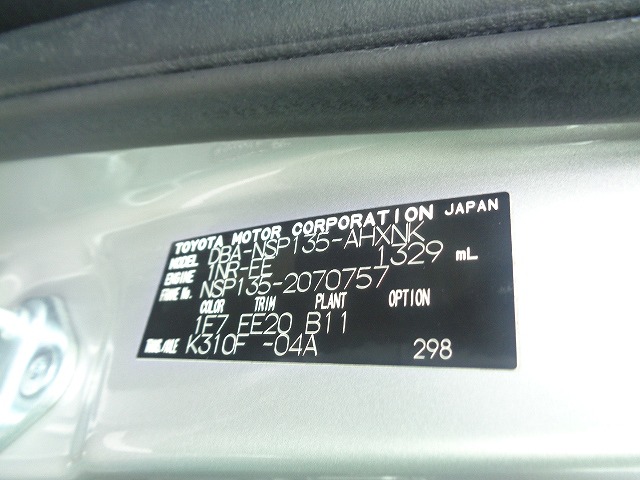 TOYOTA MOTOR CORPORATION JAPAN
MODEL DBA-NSP135-AHXNK
ENGINE 1NR-FE 1329 mL
FRAME No. NSP135-2070757
COLOR TRIM PLANT OPTION
1F7 FE20 B11
TRANS/AXLE K310F -04A 298